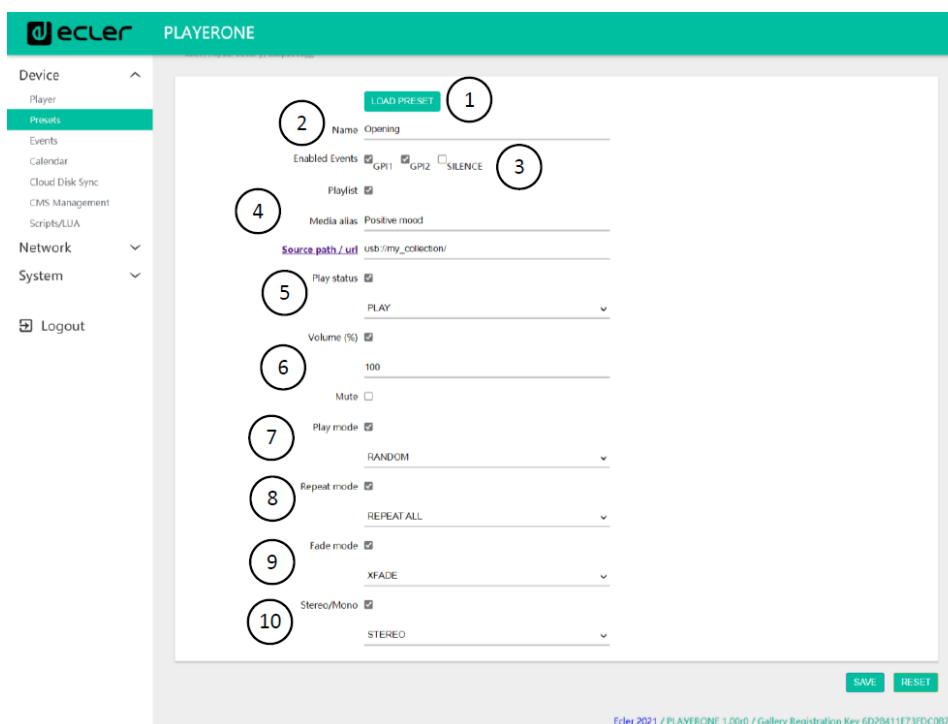 ecler PLAYERONE
Device
Player
Presets
Events
Calendar
Cloud Disk Sync
CMS Management
Scripts/LUA
Network
System
Logout
LOAD PRESET 1
2 Name Opening
Enabled Events GPI1 GPI2 SILENCE 3
Playlist
4
Media alias Positive mood
Source path / url usb://my_collection/
Play status
5
PLAY
Volume (%)
6
100
Mute
7 Play mode
RANDOM
8 Repeat mode
REPEAT ALL
Fade mode
9
XFADE
Stereo/Mono
10
STEREO
SAVE RESET
Ecler 2021 / PLAYERONE 1.00r0 / Gallery Registration Key